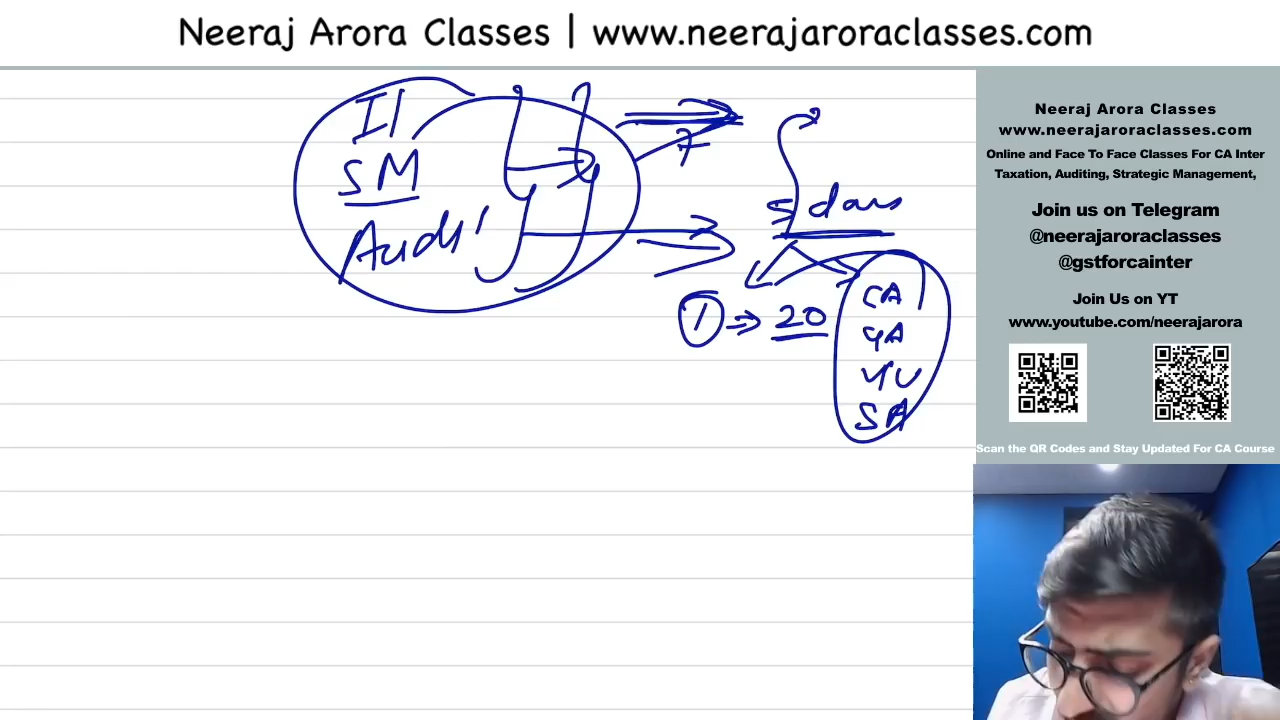 Neeraj Arora Classes | www.neerajaroraclasses.com
II
SM
Audit
7
5 days
① ⇒ 20
CA
YA
YU
SA
Neeraj Arora Classes
www.neerajaroraclasses.com
Online and Face To Face Classes For CA Inter
Taxation, Auditing, Strategic Management,
Join us on Telegram
@neerajaroraclasses
@gstforcainter
Join Us on YT
www.youtube.com/neerajarora
Scan the QR Codes and Stay Updated For CA Course